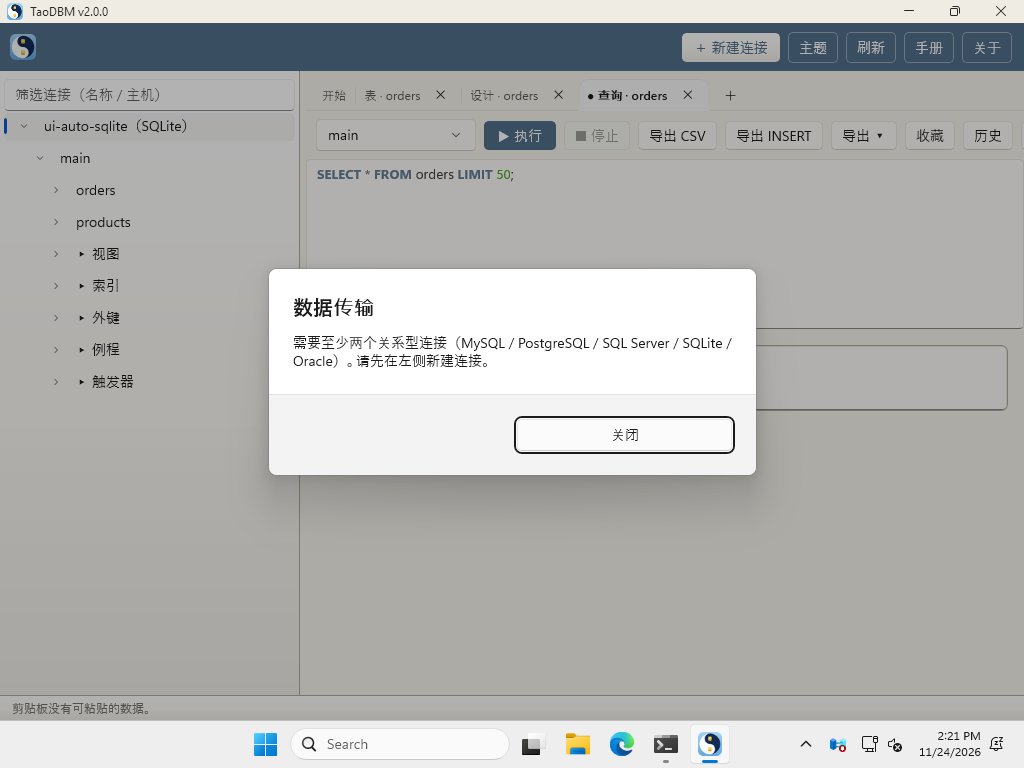 TaoDBM v2.0.0
+ 新建连接
主题
刷新
手册
关于
筛选连接（名称 / 主机）
ui-auto-sqlite（SQLite）
main
orders
products
视图
索引
外键
例程
触发器
开始
表 · orders
设计 · orders
● 查询 · orders
main
执行
停止
导出 CSV
导出 INSERT
导出
收藏
历史
SELECT * FROM orders LIMIT 50;
数据传输
需要至少两个关系型连接（MySQL / PostgreSQL / SQL Server / SQLite /
Oracle）。请先在左侧新建连接。
关闭
剪贴板没有可粘贴的数据。
Search
2:21 PM
11/24/2026